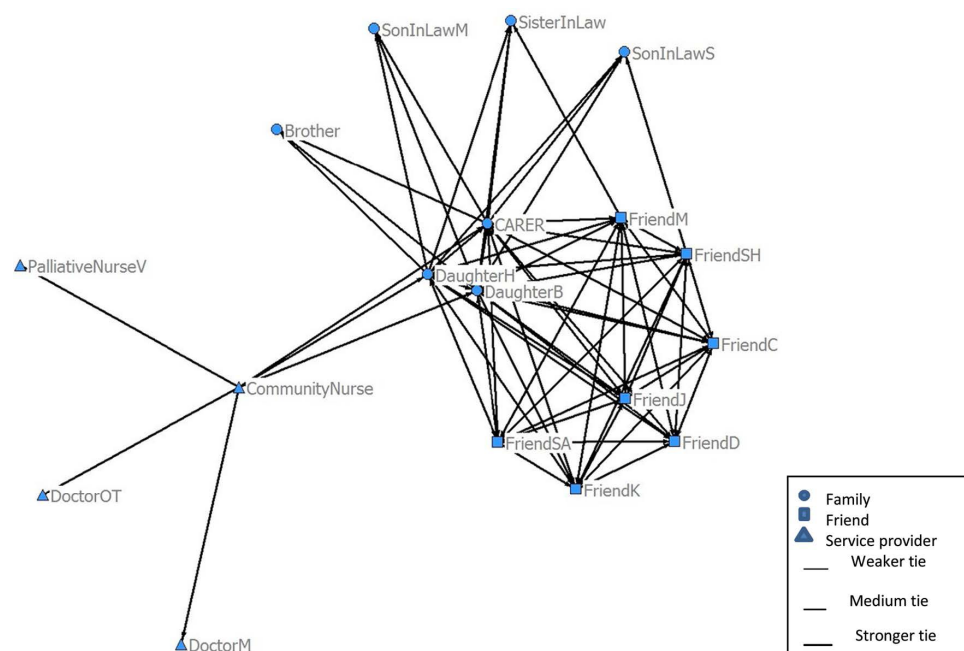 SonInLawM
SisterInLaw
SonInLawS
Brother
CARER
FriendM
FriendSH
PalliativeNurseV
DaughterH
DaughterB
FriendC
CommunityNurse
FriendJ
FriendSA
FriendD
FriendK
DoctorOT
DoctorM
Family
Friend
Service provider
Weaker tie
Medium tie
Stronger tie